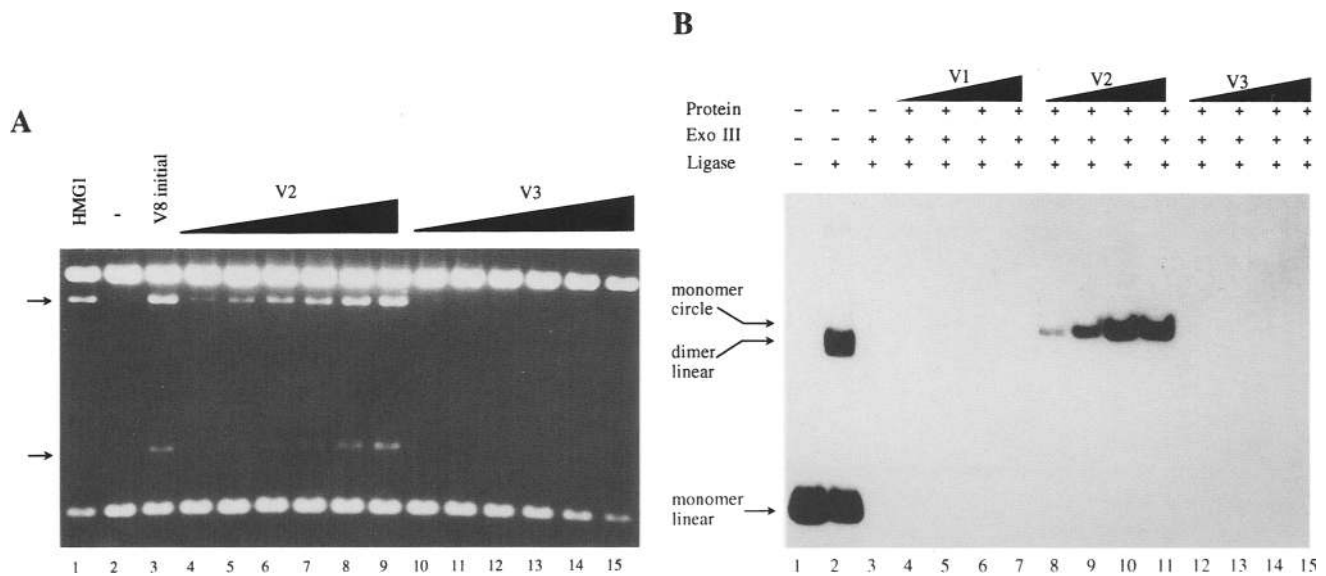 A
HMG1 - V8 initial V2 V3
1 2 3 4 5 6 7 8 9 10 11 12 13 14 15
B
V1 V2 V3
Protein - - - + + + + + + + + + + + +
Exo III - - + + + + + + + + + + + + +
Ligase - + + + + + + + + + + + + + +
monomer
circle
dimer
linear
monomer
linear
1 2 3 4 5 6 7 8 9 10 11 12 13 14 15